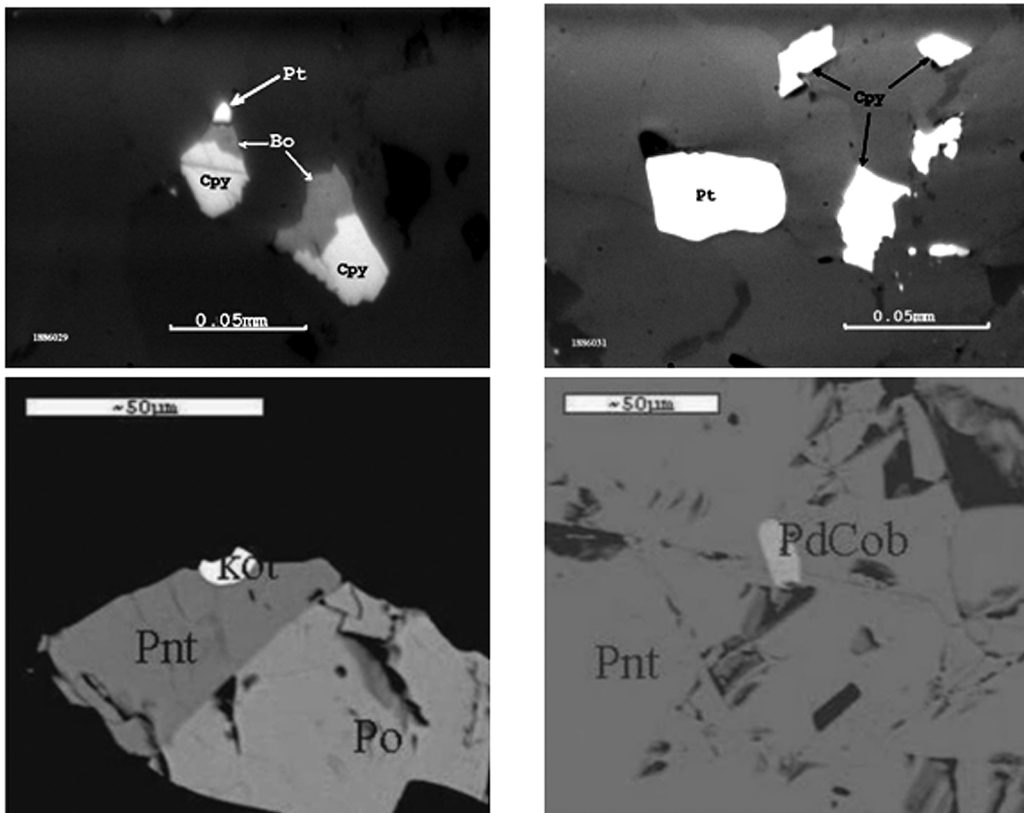 Pt
Bo
Cpy
Cpy
0.05mm
1886029
Cpy
Pt
0.05mm
1886031
~50µm
Kot
Pnt
Po
~50µm
PdCob
Pnt